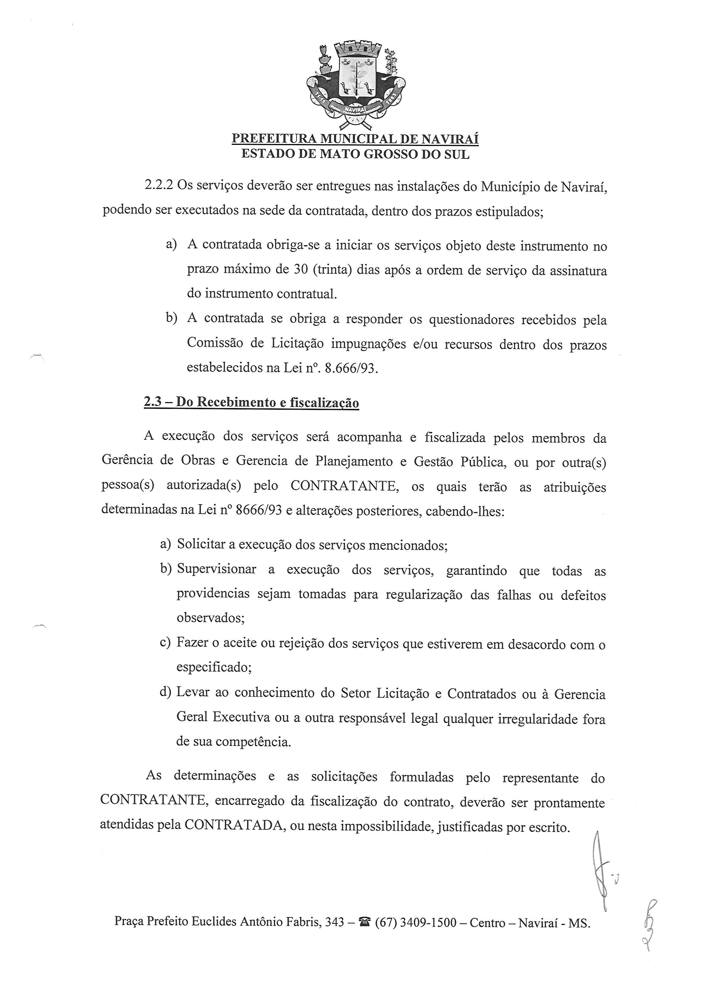 11-11
NAVIRAÍ
1963
PREFEITURA MUNICIPAL DE NAVIRAÍ
ESTADO DE MATO GROSSO DO SUL
2.2.2 Os serviços deverão ser entregues nas instalações do Município de Naviraí,
podendo ser executados na sede da contratada, dentro dos prazos estipulados;
a) A contratada obriga-se a iniciar os serviços objeto deste instrumento no
prazo máximo de 30 (trinta) dias após a ordem de serviço da assinatura
do instrumento contratual.
b) A contratada se obriga a responder os questionadores recebidos pela
Comissão de Licitação impugnações e/ou recursos dentro dos prazos
estabelecidos na Lei nº. 8.666/93.
2.3 – Do Recebimento e fiscalização
A execução dos serviços será acompanha e fiscalizada pelos membros da
Gerência de Obras e Gerencia de Planejamento e Gestão Pública, ou por outra(s)
pessoa(s) autorizada(s) pelo CONTRATANTE, os quais terão as atribuições
determinadas na Lei nº 8666/93 e alterações posteriores, cabendo-lhes:
a) Solicitar a execução dos serviços mencionados;
b) Supervisionar a execução dos serviços, garantindo que todas as
providencias sejam tomadas para regularização das falhas ou defeitos
observados;
c) Fazer o aceite ou rejeição dos serviços que estiverem em desacordo com o
especificado;
d) Levar ao conhecimento do Setor Licitação e Contratados ou à Gerencia
Geral Executiva ou a outra responsável legal qualquer irregularidade fora
de sua competência.
As determinações e as solicitações formuladas pelo representante do
CONTRATANTE, encarregado da fiscalização do contrato, deverão ser prontamente
atendidas pela CONTRATADA, ou nesta impossibilidade, justificadas por escrito.
Praça Prefeito Euclides Antônio Fabris, 343 – ☎ (67) 3409-1500 – Centro – Naviraí - MS.